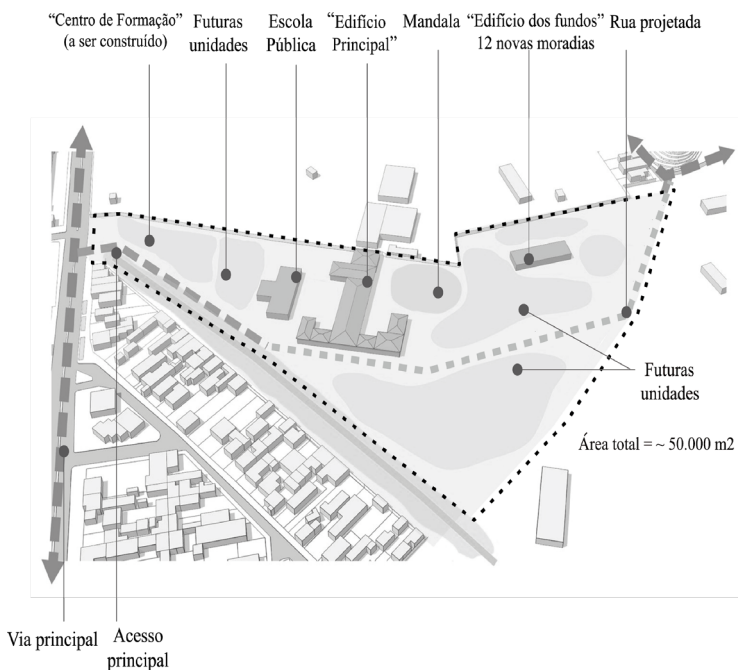 “Centro de Formação”
(a ser construído)
Futuras
unidades
Escola
Pública
“Edifício
Principal”
Mandala
“Edifício dos fundos”
12 novas moradias
Rua projetada
Futuras
unidades
Área total = ~ 50.000 m2
Via principal
Acesso
principal